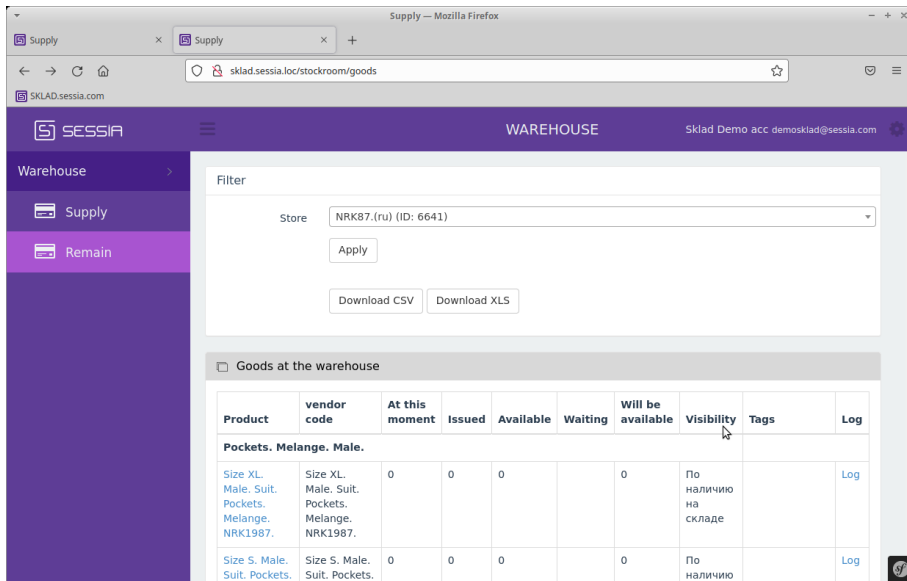 Supply — Mozilla Firefox
Supply
Supply
sklad.sessia.loc/stockroom/goods
SKLAD.sessia.com
SESSIA
WAREHOUSE
Sklad Demo acc demosklad@sessia.com
Warehouse
Supply
Remain
Filter
Store
NRK87.(ru) (ID: 6641)
Apply
Download CSV
Download XLS
Goods at the warehouse
Product
vendor
code
At this
moment
Issued
Available
Waiting
Will be
available
Visibility
Tags
Log
Pockets. Melange. Male.
Size XL.
Male. Suit.
Pockets.
Melange.
NRK1987.
Size XL.
Male. Suit.
Pockets.
Melange.
NRK1987.
0
0
0
0
По
наличию
на
складе
Log
Size S. Male.
Suit. Pockets.
Size S. Male.
Suit. Pockets.
0
0
0
0
По
наличию
Log
sf